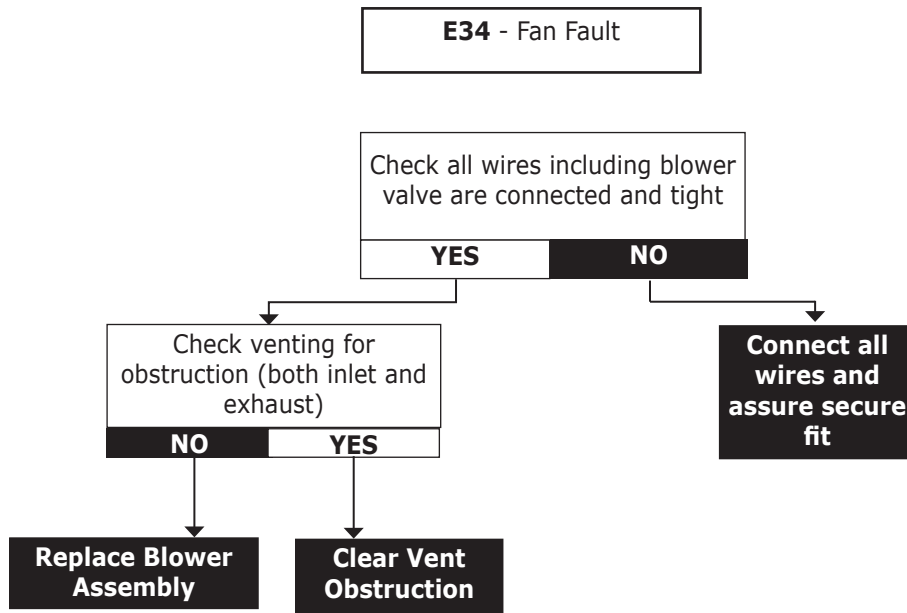 E34 - Fan Fault
Check all wires including blower
valve are connected and tight
YES
NO
Check venting for
obstruction (both inlet and
exhaust)
NO
YES
Connect all
wires and
assure secure
fit
Replace Blower
Assembly
Clear Vent
Obstruction